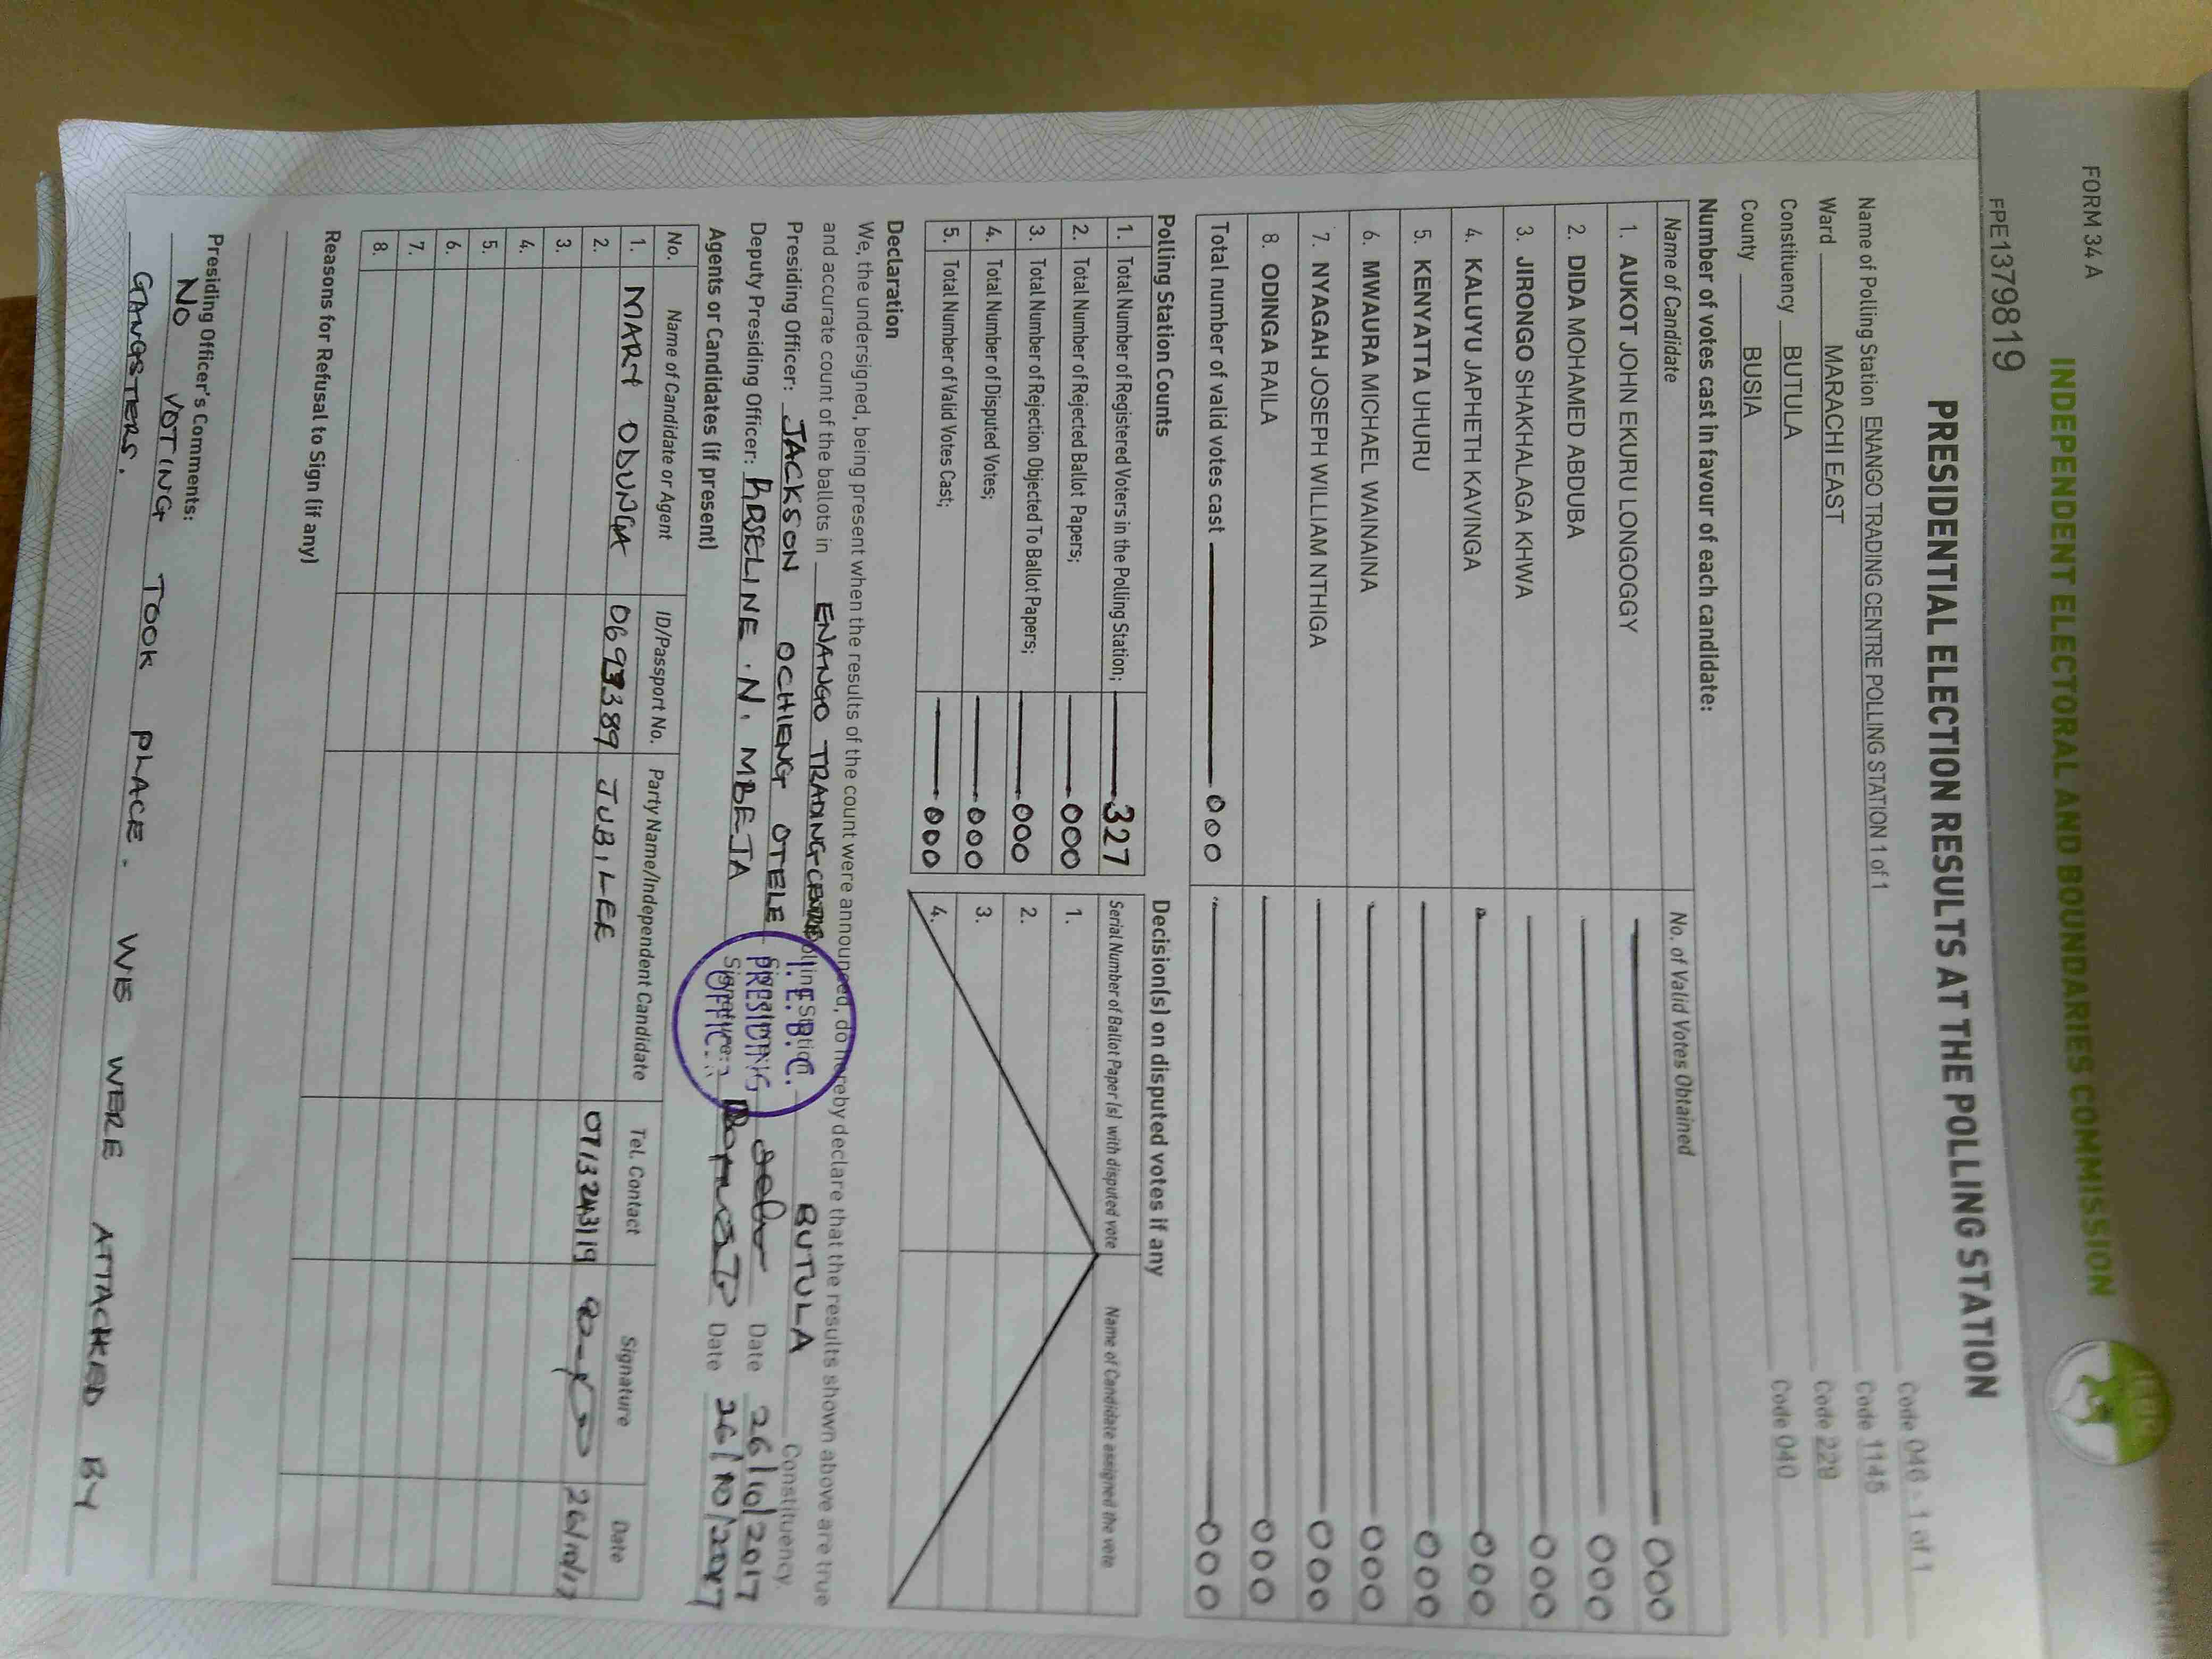 FORM 34 A
INDEPENDENT ELECTORAL AND BOUNDARIES COMMISSION
IEBC
FPE1379819
PRESIDENTIAL ELECTION RESULTS AT THE POLLING STATION
Name of Polling Station ENANGO TRADING CENTRE POLLING STATION 1 of 1 Code 046 - 1 of 1
Ward MARACHI EAST Code 1145
Constituency BUTULA Code 229
County BUSIA Code 040
Number of votes cast in favour of each candidate:
Name of Candidate No. of Valid Votes Obtained
1. AUKOT JOHN EKURU LONGOGGY 000
2. DIDA MOHAMED ABDUBA 000
3. JIRONGO SHAKHALAGA KHWA 000
4. KALUYU JAPHETH KAVINGA 000
5. KENYATTA UHURU 000
6. MWAURA MICHAEL WAINAINA 000
7. NYAGAH JOSEPH WILLIAM NTHIGA 000
8. ODINGA RAILA 000
Total number of valid votes cast 000 000
Polling Station Counts
1. Total Number of Registered Voters in the Polling Station; 327
2. Total Number of Rejected Ballot Papers; 000
3. Total Number of Rejection Objected To Ballot Papers; 000
4. Total Number of Disputed Votes; 000
5. Total Number of Valid Votes Cast; 000
Decision(s) on disputed votes if any
Serial Number of Ballot Paper (s) with disputed vote Name of Candidate assigned the vote
1.
2.
3.
4.
Declaration
We, the undersigned, being present when the results of the count were announced, do hereby declare that the results shown above are true
and accurate count of the ballots in ENANGO TRADING CENTRE Polling Station BUTULA Constituency.
Presiding Officer: JACKSON OCHIENG OTELE Signature: Date 26/10/2017
Deputy Presiding Officer: N. MBETA Signature: Date 26/10/2017
I.E.B.C.
PRESIDING
OFFIC
Agents or Candidates (if present)
No. Name of Candidate or Agent ID/Passport No. Party Name/Independent Candidate Tel. Contact Signature Date
1. MARY ODUNGA 06993389 JUBILEE 0713243119 26/10/17
2.
3.
4.
5.
6.
7.
8.
Reasons for Refusal to Sign (if any)
Presiding Officer's Comments:
NO VOTING TOOK PLACE. WE WERE ATTACKED BY
GANGSTERS.